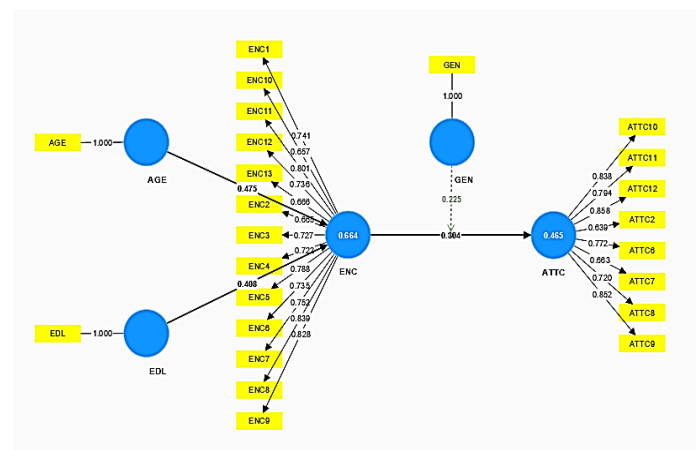 ENC1
GEN
ENC10
1.000
ENC11
ATTC10
0.741
0.657
ENC12
0.801
AGE
1.000
0.838
ATTC11
0.736
0.794
ENC13
0.666
AGE
GEN
0.858
ATTC12
0.475
ENC2
0.665
0.225
0.639
ATTC2
ENC3
0.727
0.664
0.304
0.465
0.772
ATTC6
ENC4
0.722
ENC
ATTC
0.663
0.788
ATTC7
0.408
0.720
ENC5
0.735
0.852
ATTC8
0.752
ENC6
EDL
1.000
0.839
0.828
ATTC9
ENC7
EDL
ENC8
ENC9